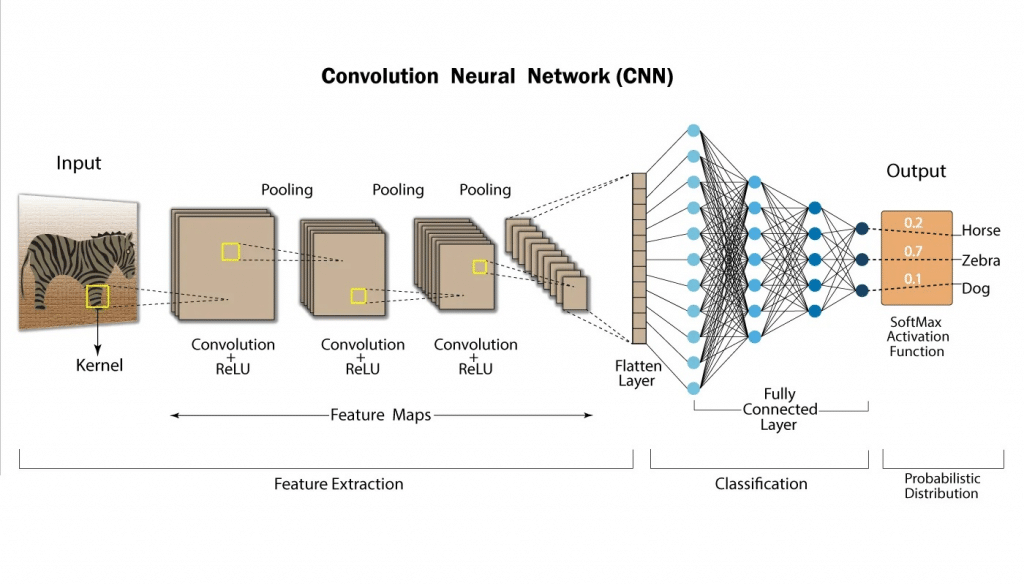 Convolution Neural Network (CNN)
Input
Kernel
Pooling
Pooling
Pooling
Convolution
+
ReLU
Convolution
+
ReLU
Convolution
+
ReLU
Feature Maps
Flatten
Layer
Fully
Connected
Layer
Output
0.2
Horse
0.7
Zebra
0.1
Dog
SoftMax
Activation
Function
Feature Extraction
Classification
Probabilistic
Distribution